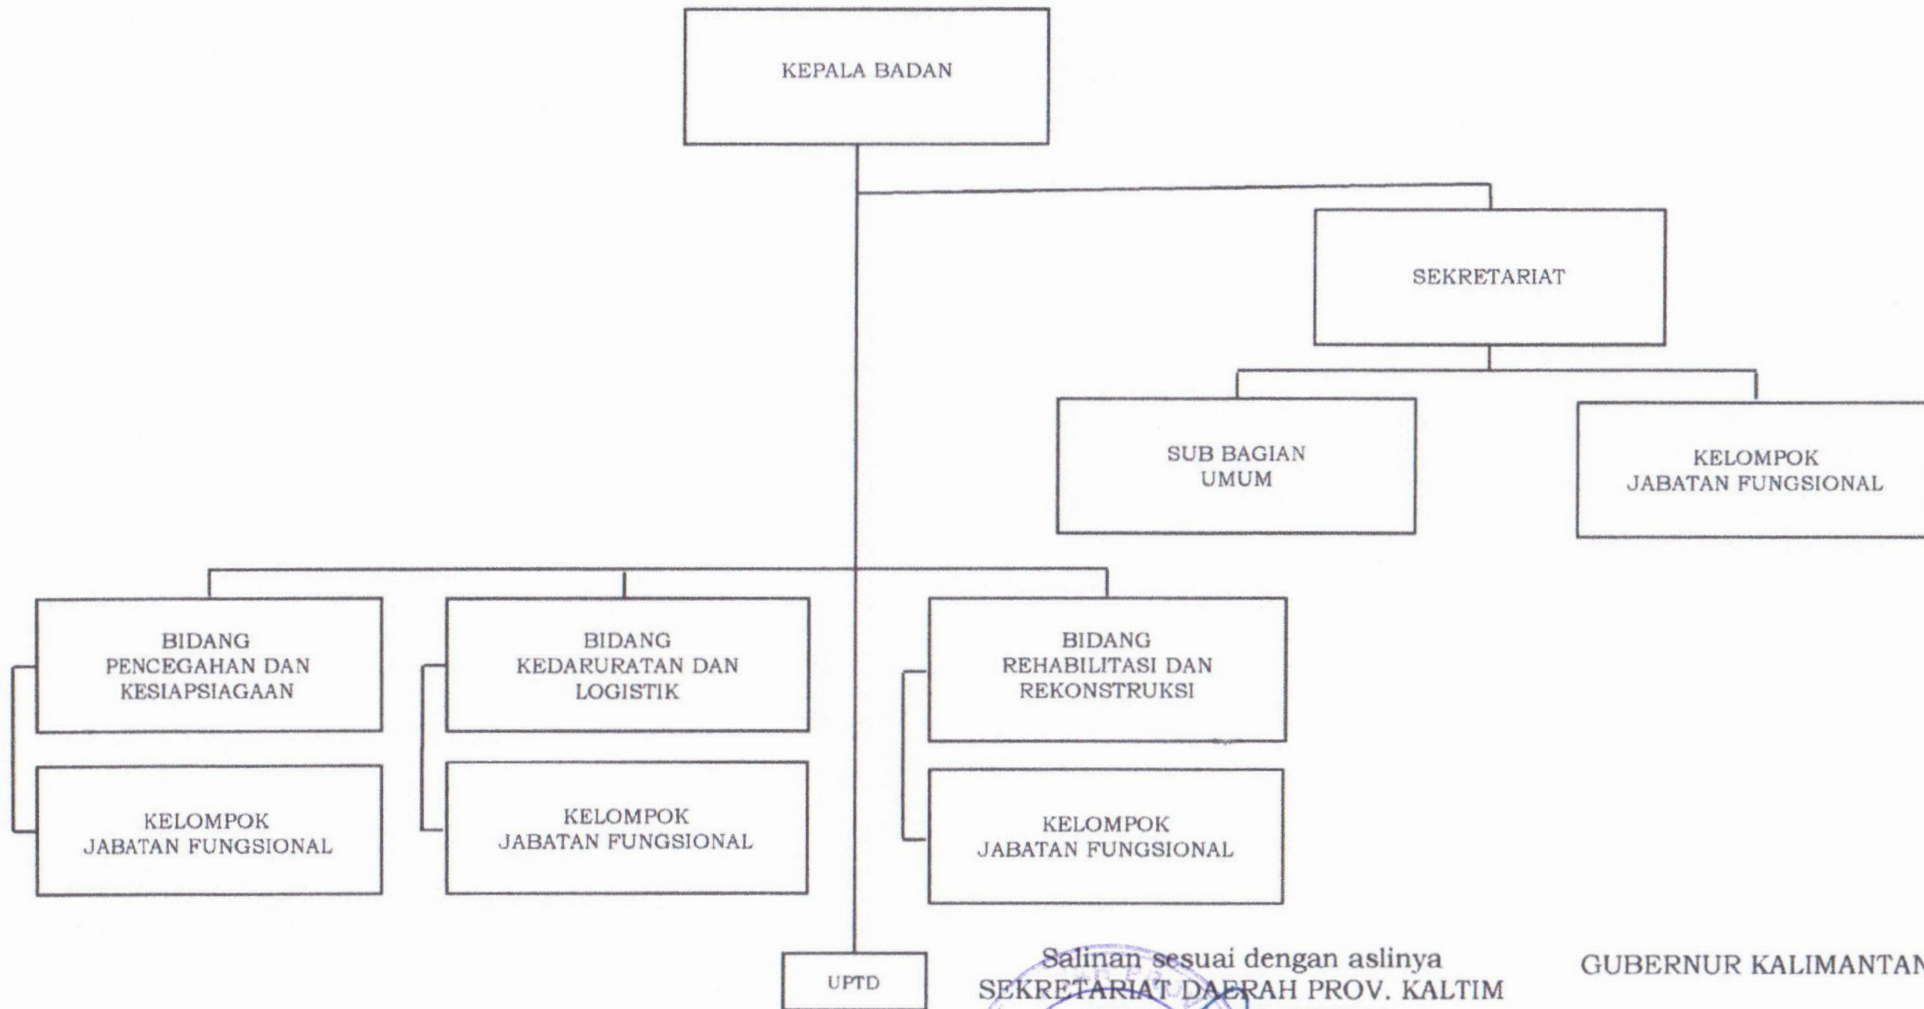 KEPALA BADAN
SEKRETARIAT
SUB BAGIAN
UMUM
KELOMPOK
JABATAN FUNGSIONAL
BIDANG
PENCEGAHAN DAN
KESIAPSIAGAAN
BIDANG
KEDARURATAN DAN
LOGISTIK
BIDANG
REHABILITASI DAN
REKONSTRUKSI
KELOMPOK
JABATAN FUNGSIONAL
KELOMPOK
JABATAN FUNGSIONAL
KELOMPOK
JABATAN FUNGSIONAL
UPTD
Salinan sesuai dengan aslinya
SEKRETARIAT DAERAH PROV. KALTIM
GUBERNUR KALIMANTAN